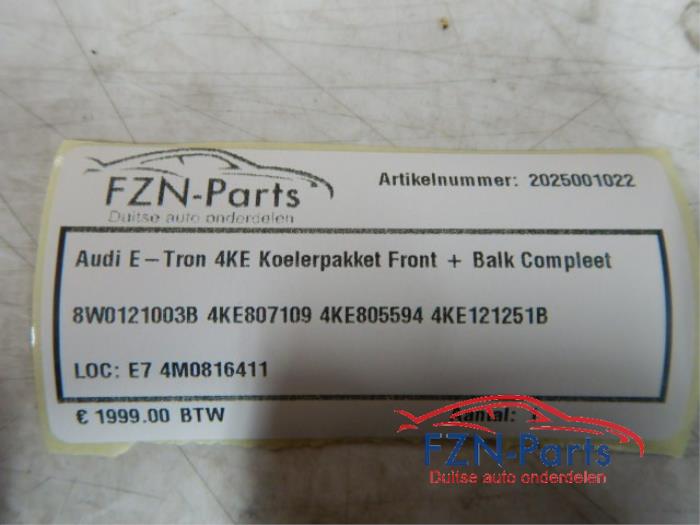 FZN-Parts
Duitse auto onderdelen
Artikelnummer: 2025001022
Audi E-Tron 4KE Koelerpakket Front + Balk Compleet
8W0121003B 4KE807109 4KE805594 4KE121251B
LOC: E7 4M0816411
€ 1999.00 BTW
Aantal:
FZN-Parts
Duitse auto onderdelen